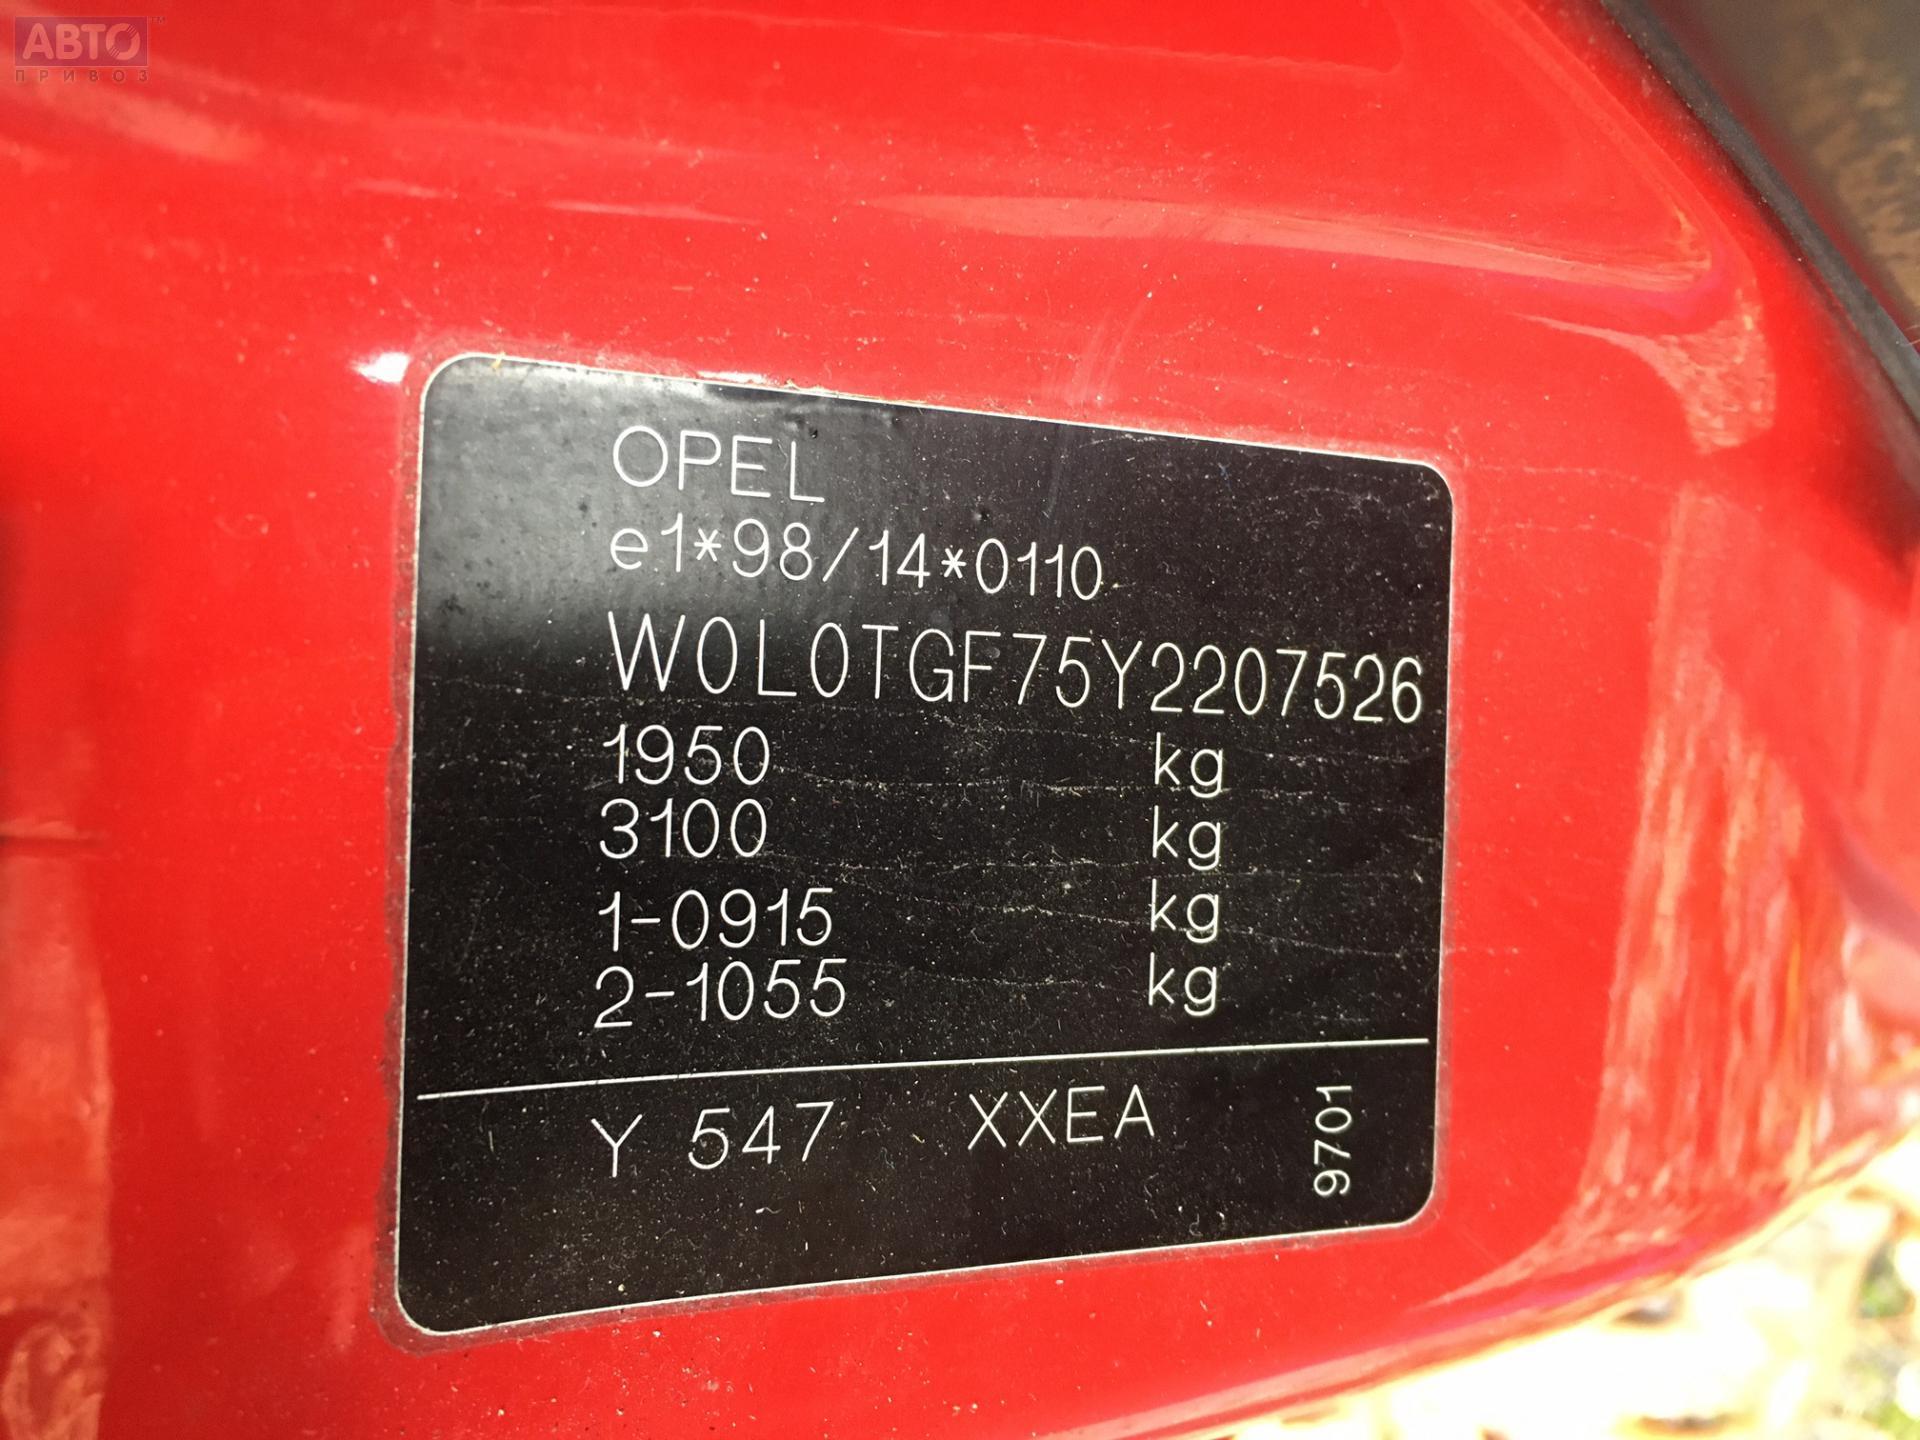 АВТО™
ПРИВОЗ
OPEL
e1*98/14*0110
W0L0TGF75Y2207526
1950 kg
3100 kg
1-0915 kg
2-1055 kg
Y 547 XXEA 9701